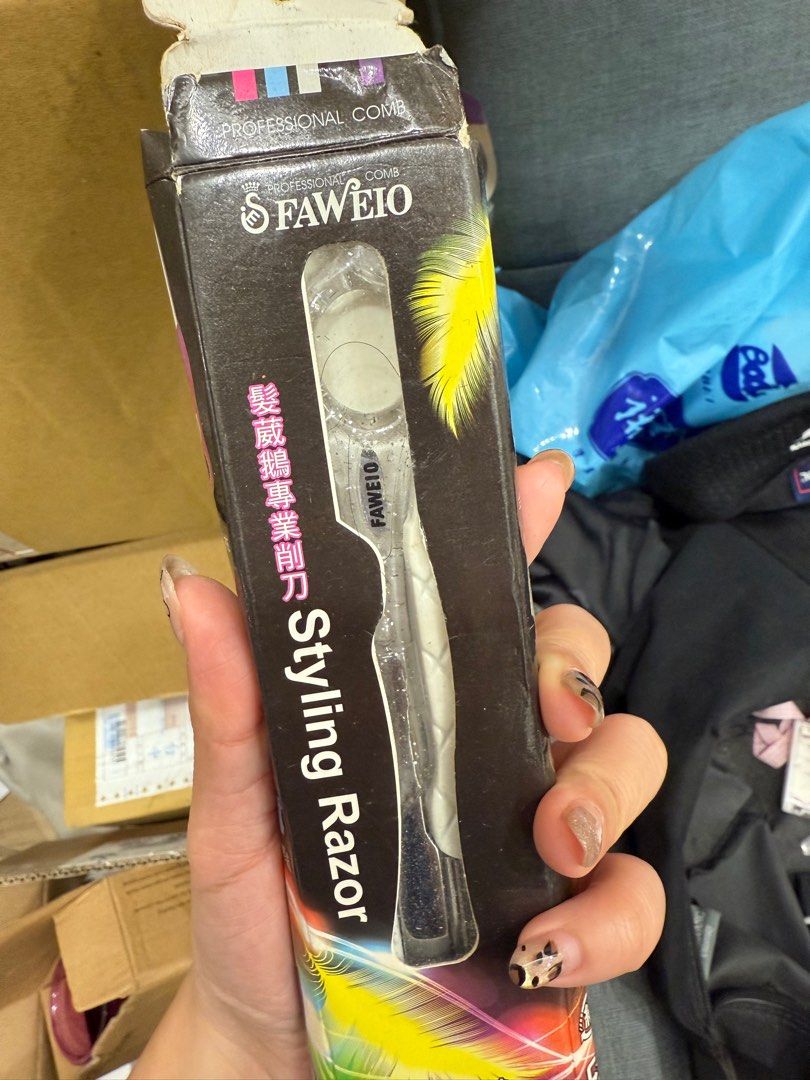 PROFESSIONAL COMB
PROFESSIONAL COMB
FAWEIO
FAWEIO
髮葳鵝專業削刀
Styling Razor